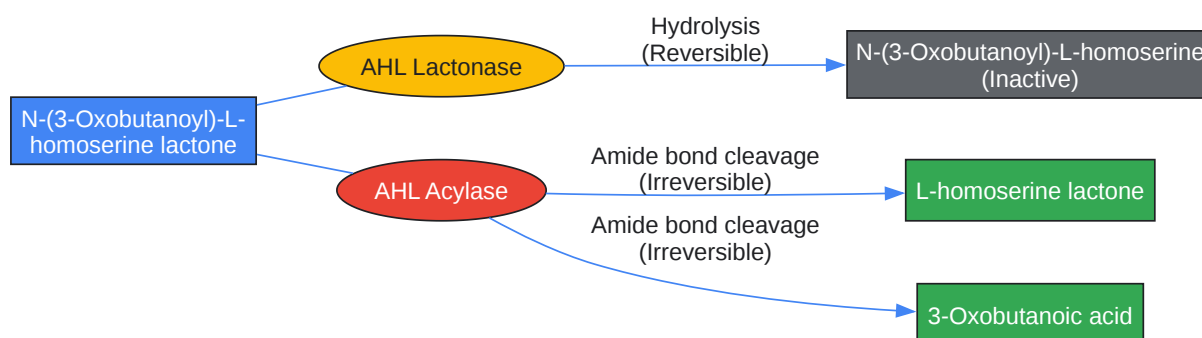 N-(3-Oxobutanoyl)-L-
homoserine lactone
AHL Lactonase
Hydrolysis
(Reversible)
N-(3-Oxobutanoyl)-L-homoserine
(Inactive)
AHL Acylase
Amide bond cleavage
(Irreversible)
L-homoserine lactone
Amide bond cleavage
(Irreversible)
3-Oxobutanoic acid